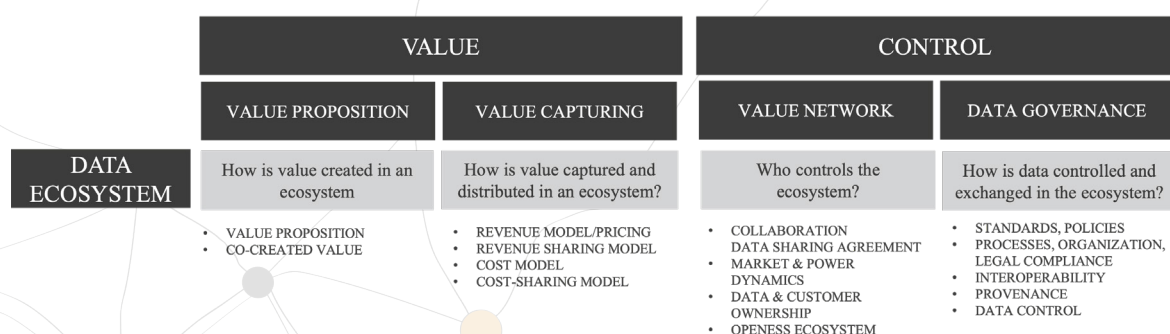 VALUE
CONTROL
VALUE PROPOSITION
VALUE CAPTURING
VALUE NETWORK
DATA GOVERNANCE
DATA
ECOSYSTEM
How is value created in an
ecosystem
How is value captured and
distributed in an ecosystem?
Who controls the
ecosystem?
How is data controlled and
exchanged in the ecosystem?
• VALUE PROPOSITION
• CO-CREATED VALUE
• REVENUE MODEL/PRICING
• REVENUE SHARING MODEL
• COST MODEL
• COST-SHARING MODEL
• COLLABORATION
DATA SHARING AGREEMENT
• MARKET & POWER
DYNAMICS
• DATA & CUSTOMER
OWNERSHIP
• OPENESS ECOSYSTEM
• STANDARDS, POLICIES
• PROCESSES, ORGANIZATION,
LEGAL COMPLIANCE
• INTEROPERABILITY
• PROVENANCE
• DATA CONTROL